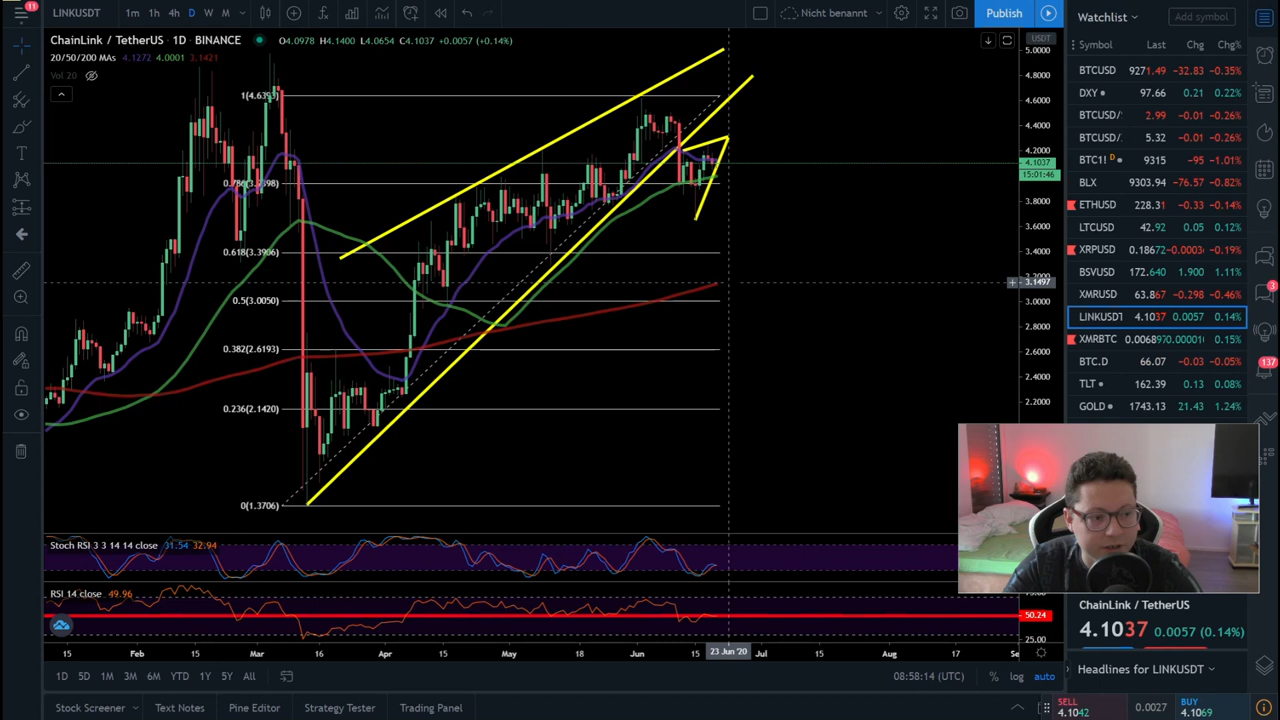 11
LINKUSDT 1m 1h 4h D W M Nicht benannt Publish
Watchlist Add symbol
ChainLink / TetherUS · 1D · BINANCE O4.0978 H4.1400 L4.0654 C4.1037 +0.0057 (+0.14%)
20/50/200 MAs 4.1272 4.0001 3.1421
Vol 20
USDT
5.0000
4.8000
4.6000
4.4000
4.2000
4.1037
15:01:46
3.8000
3.6000
3.4000
3.2000
3.1497
3.0000
2.8000
2.6000
2.4000
2.2000
1(4.6393)
0.618(3.3906)
0.5(3.0050)
0.382(2.6193)
0.236(2.1420)
0(1.3706)
Stoch RSI 3 3 14 14 close 31.54 32.94
RSI 14 close 49.96
50.24
25.00
15 Feb 15 Mar 16 Apr 15 May 18 Jun 15 23 Jun '20 Jul 15 Aug 17 Se
1D 5D 1M 3M 6M YTD 1Y 5Y All
08:58:14 (UTC) % log auto
Stock Screener Text Notes Pine Editor Strategy Tester Trading Panel
Symbol Last Chg Chg%
BTCUSD 9271.49 -32.83 -0.35%
DXY 97.66 0.21 0.22%
BTCUSD/ 2.99 -0.01 -0.26%
BTCUSD/ 5.32 -0.01 -0.26%
BTC1! D 9315 -95 -1.01%
BLX 9303.94 -76.57 -0.82%
ETHUSD 228.31 -0.33 -0.14%
LTCUSD 42.92 0.05 0.12%
XRPUSD 0.18672 -0.0003 -0.19%
BSVUSD 172.640 1.900 1.11%
XMRUSD 63.867 -0.298 -0.46%
LINKUSDT 4.1037 0.0057 0.14%
XMRBTC 0.15%
BTC.D 66.07 -0.03 -0.05%
TLT 162.39 0.13 0.08%
GOLD 1743.13 21.43 1.24%
3
137
ChainLink / TetherUS
4.1037 0.0057 (0.14%)
Headlines for LINKUSDT
SELL
4.1042
0.0027
BUY
4.1069